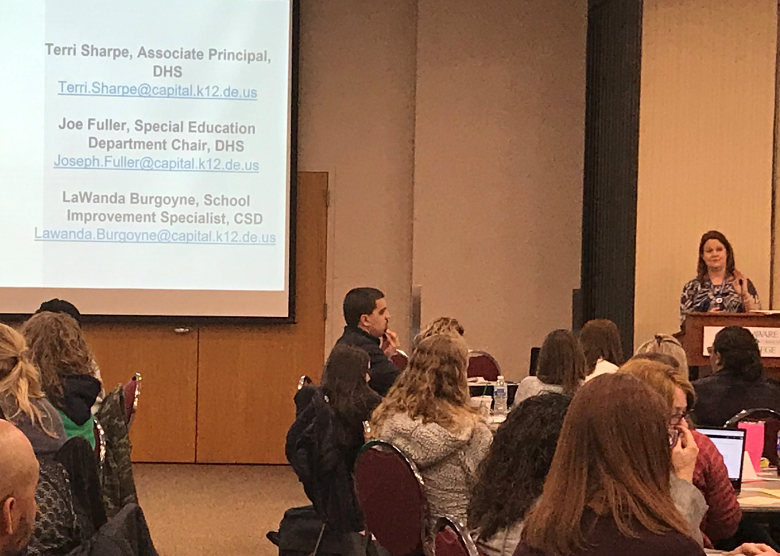 Terri Sharpe, Associate Principal,
DHS
Terri.Sharpe@capital.k12.de.us
Joe Fuller, Special Education
Department Chair, DHS
Joseph.Fuller@capital.k12.de.us
LaWanda Burgoyne, School
Improvement Specialist, CSD
Lawanda.Burgoyne@capital.k12.de.us
WARE